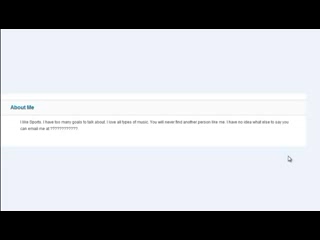 About Me
I like Sports. I have too many goals to talk about. I love all types of music. You will never find another person like me. I have no idea what else to say you
can email me at ??????????????